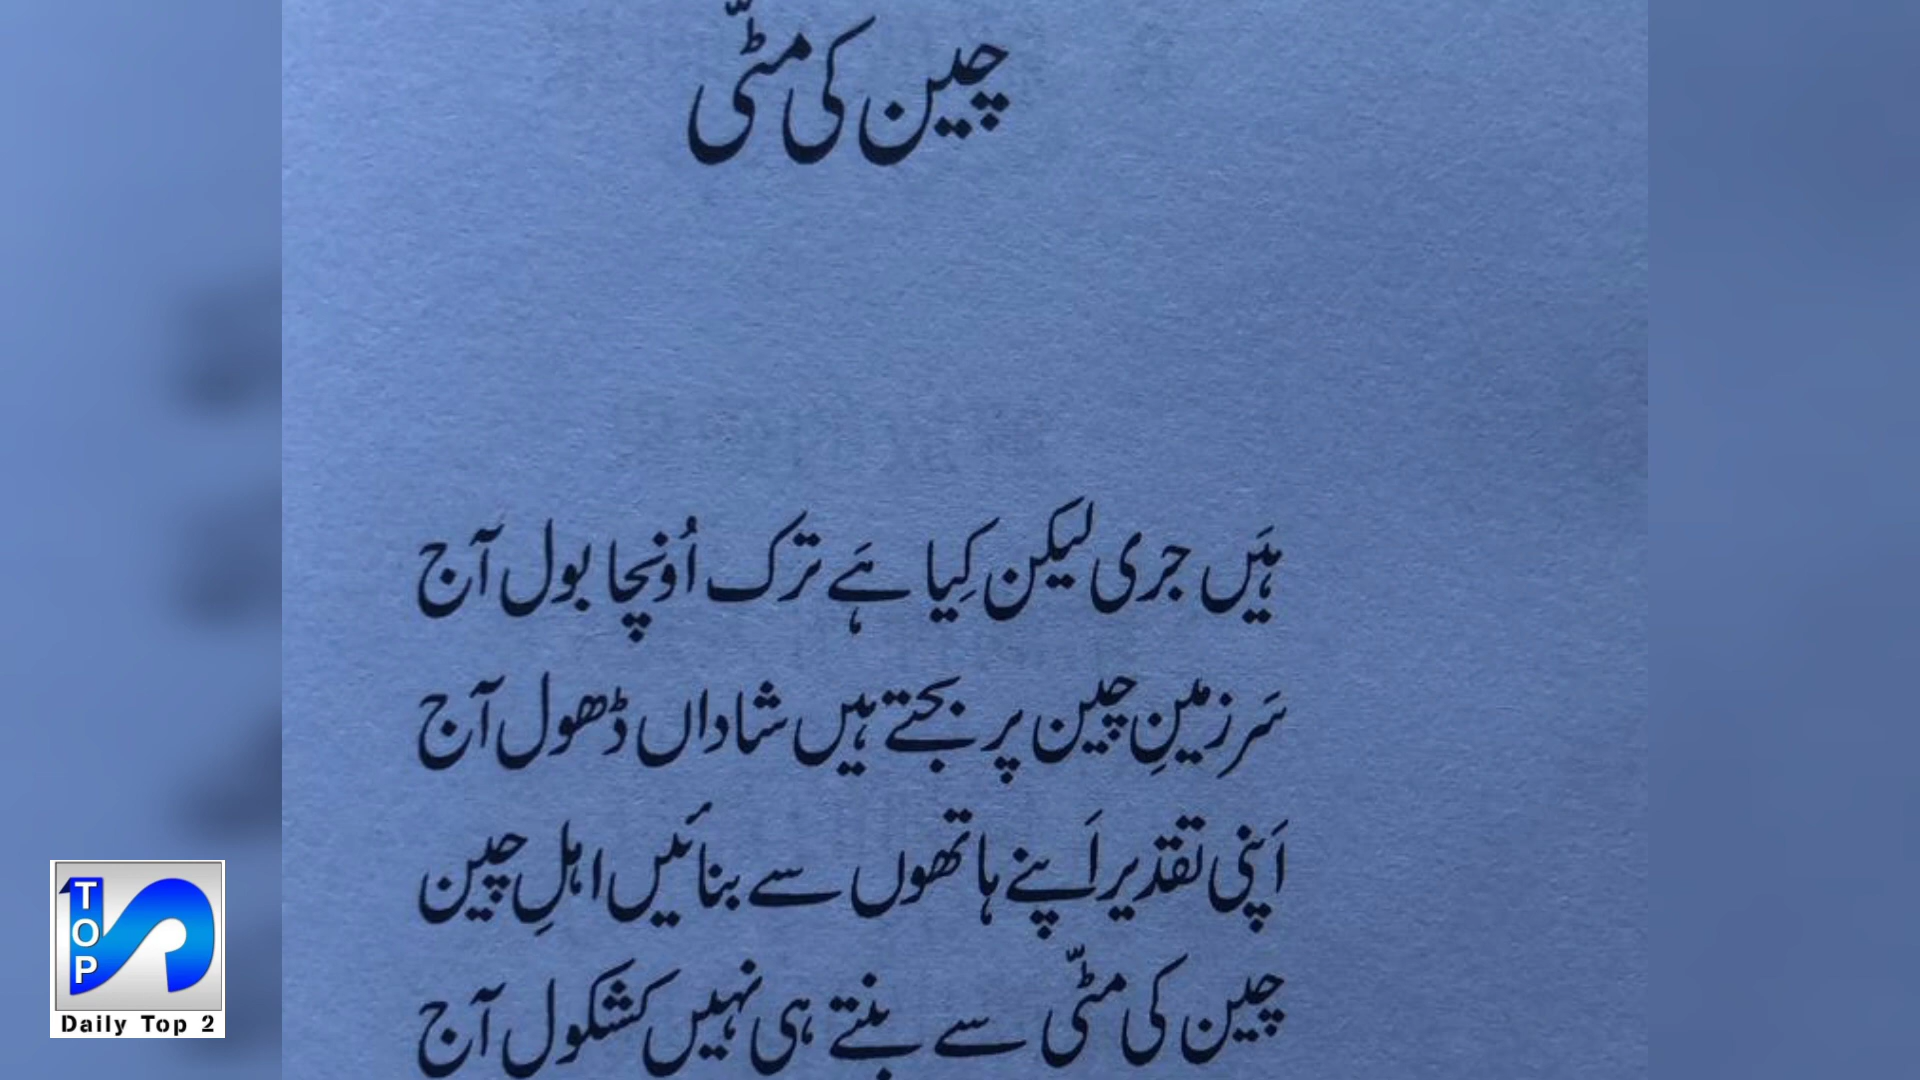 چین کی مٹّی
ہَیں جری لیکن کِیا ہَے ترک اُونچا بول آج
سَرزمینِ چین پر بجتے ہیں شاداں ڈھول آج
اَپنی تقدیر اَپنے ہاتھوں سے بنائیں اہلِ چین
چین کی مٹّی سے بنتے ہی نہیں کشکول آج
TOP
Daily Top 2